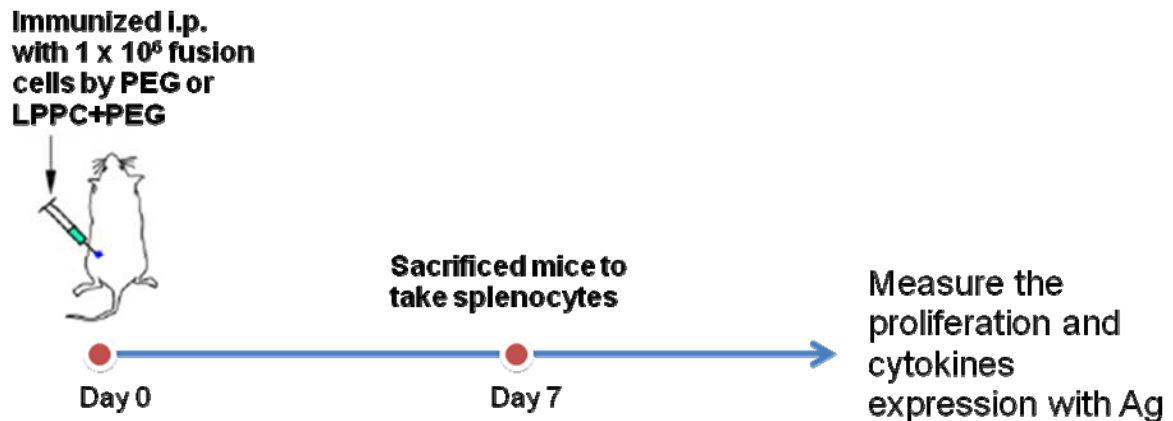 Immunized i.p.
with 1 x 10⁶ fusion
cells by PEG or
LPPC+PEG
Sacrificed mice to
take splenocytes
Day 0
Day 7
Measure the
proliferation and
cytokines
expression with Ag